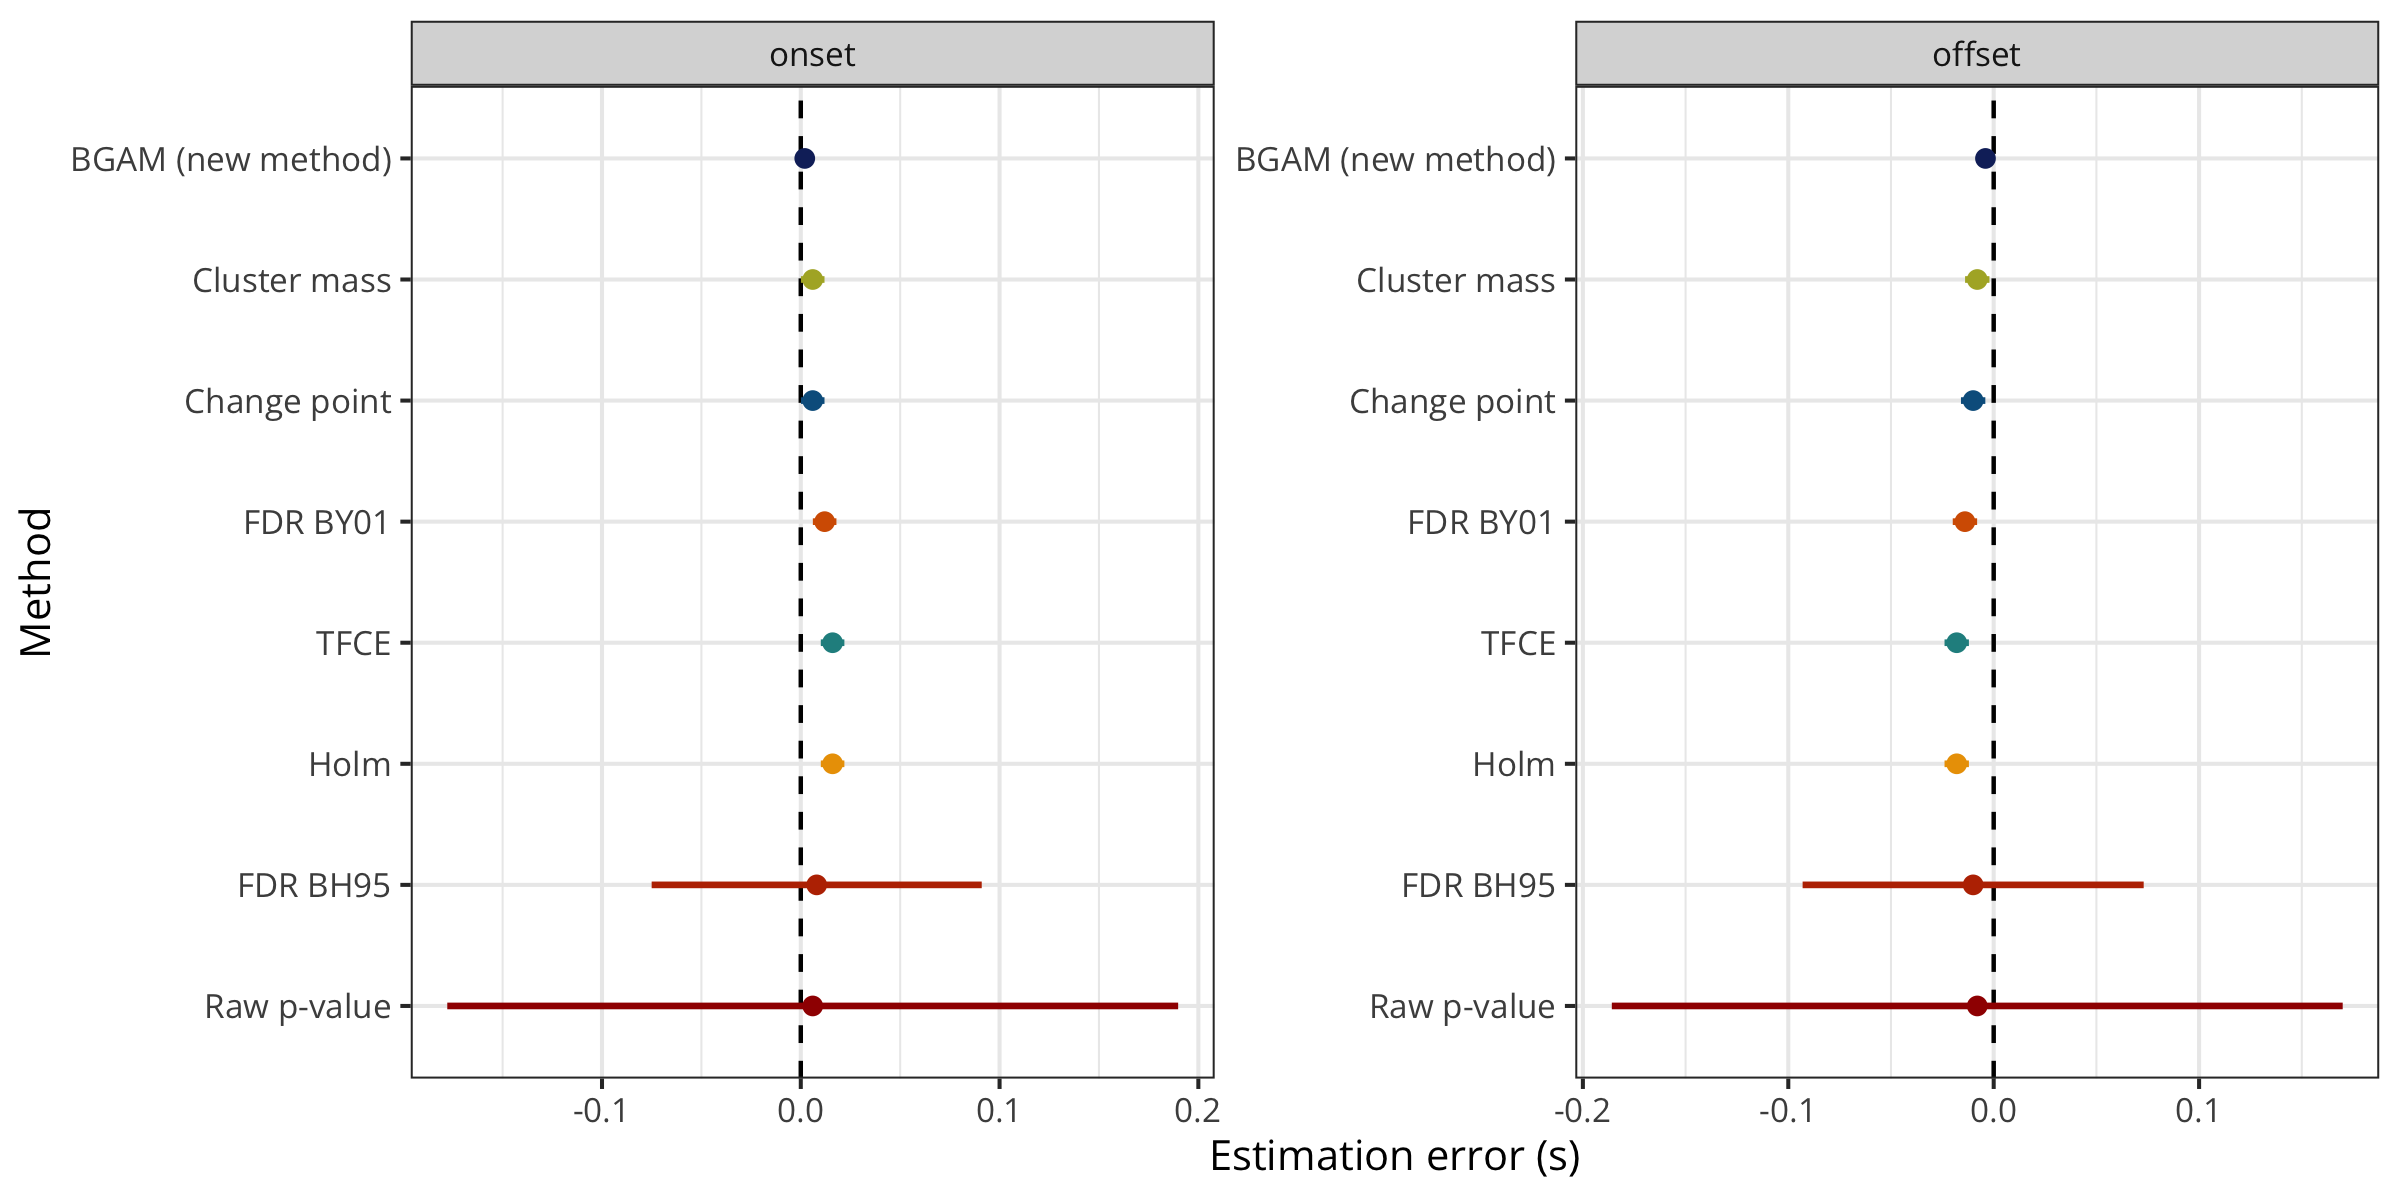 onset
offset
Method
BGAM (new method)
Cluster mass
Change point
FDR BY01
TFCE
Holm
FDR BH95
Raw p-value
-0.1 0.0 0.1 0.2
BGAM (new method)
Cluster mass
Change point
FDR BY01
TFCE
Holm
FDR BH95
Raw p-value
-0.2 -0.1 0.0 0.1
Estimation error (s)